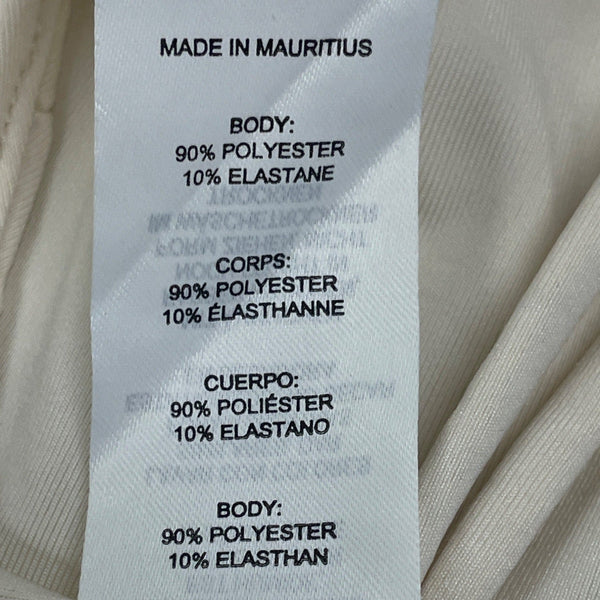 MADE IN MAURITIUS
BODY:
90% POLYESTER
10% ELASTANE
CORPS:
90% POLYESTER
10% ÉLASTHANNE
CUERPO:
90% POLIÉSTER
10% ELASTANO
BODY:
90% POLYESTER
10% ELASTHAN